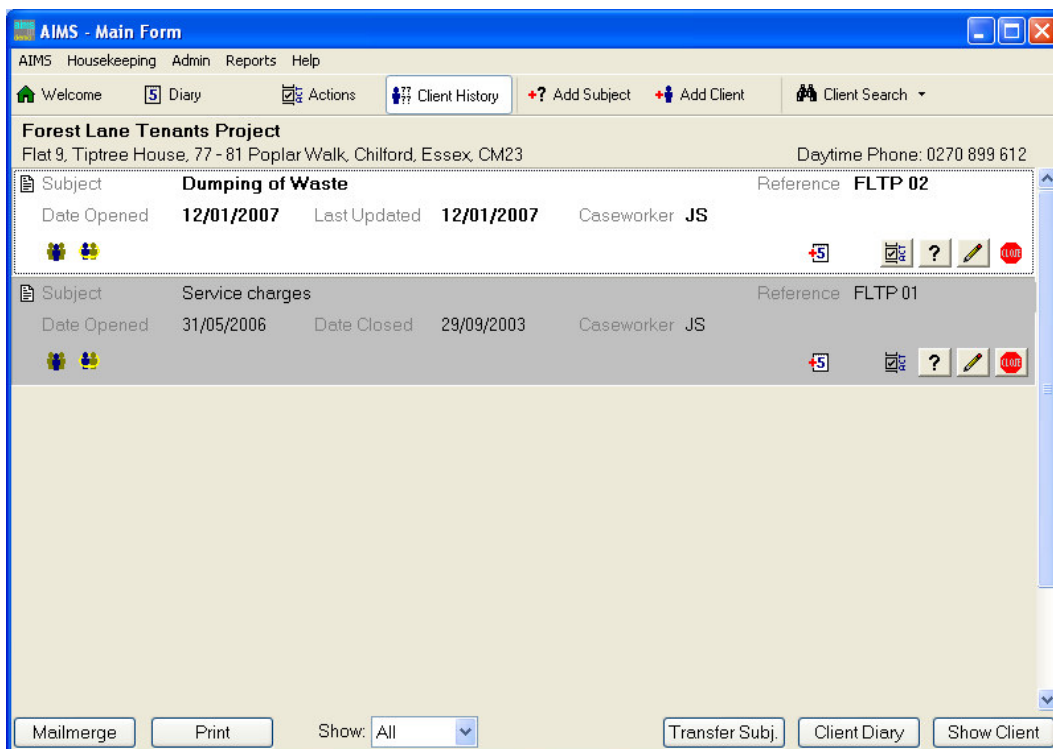 AIMS - Main Form
AIMS Housekeeping Admin Reports Help
Welcome 5 Diary Actions Client History +? Add Subject + Add Client Client Search
Forest Lane Tenants Project
Flat 9, Tiptree House, 77 - 81 Poplar Walk, Chilford, Essex, CM23 Daytime Phone: 0270 899 612
Subject Dumping of Waste Reference FLTP 02
Date Opened 12/01/2007 Last Updated 12/01/2007 Caseworker JS
+5 ? CLOSE
Subject Service charges Reference FLTP 01
Date Opened 31/05/2006 Date Closed 29/09/2003 Caseworker JS
+5 ? CLOSE
Mailmerge Print Show: All Transfer Subj. Client Diary Show Client